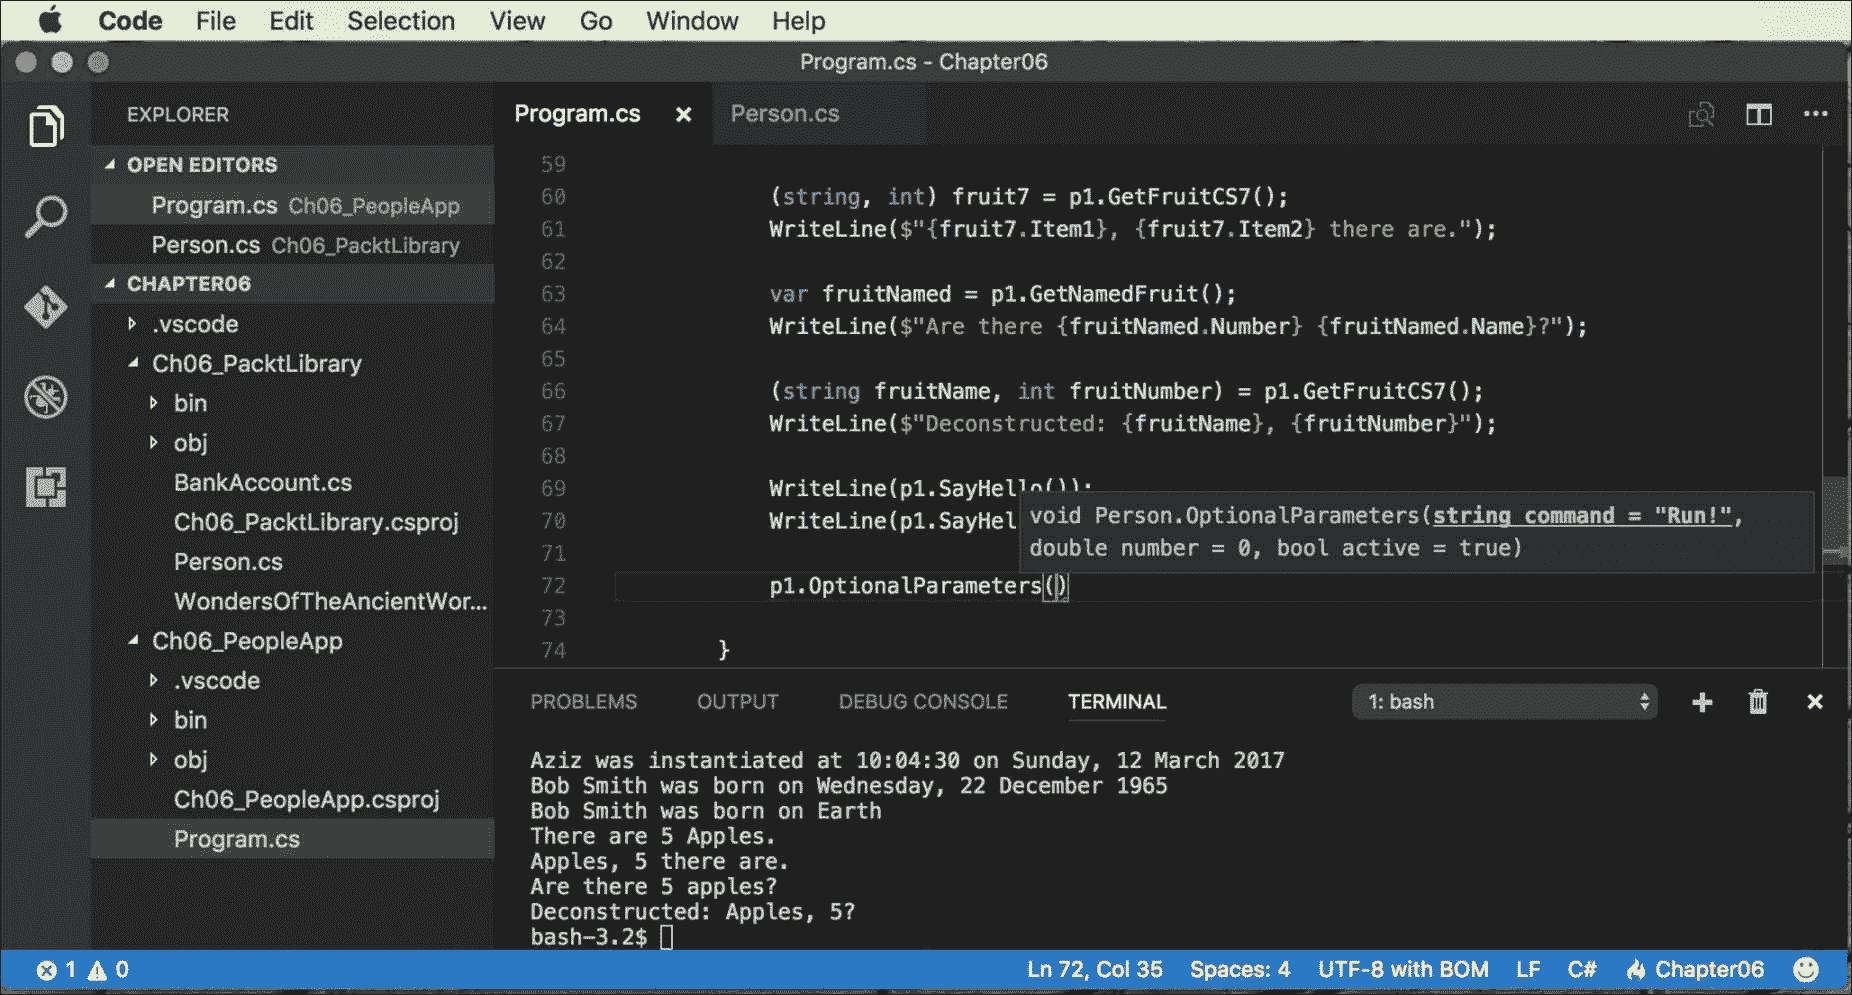 Code File Edit Selection View Go Window Help
Program.cs - Chapter06
EXPLORER
OPEN EDITORS
Program.cs Ch06_PeopleApp
Person.cs Ch06_PacktLibrary
CHAPTER06
.vscode
Ch06_PacktLibrary
bin
obj
BankAccount.cs
Ch06_PacktLibrary.csproj
Person.cs
WondersOfTheAncientWor...
Ch06_PeopleApp
.vscode
bin
obj
Ch06_PeopleApp.csproj
Program.cs
Program.cs Person.cs
59
60 (string, int) fruit7 = p1.GetFruitCS7();
61 WriteLine($"{fruit7.Item1}, {fruit7.Item2} there are.");
62
63 var fruitNamed = p1.GetNamedFruit();
64 WriteLine($"Are there {fruitNamed.Number} {fruitNamed.Name}?");
65
66 (string fruitName, int fruitNumber) = p1.GetFruitCS7();
67 WriteLine($"Deconstructed: {fruitName}, {fruitNumber}");
68
69 WriteLine(p1.SayHello());
70 WriteLine(p1.SayHel
void Person.OptionalParameters(string command = "Run!",
double number = 0, bool active = true)
71
72 p1.OptionalParameters()
73
74 }
PROBLEMS OUTPUT DEBUG CONSOLE TERMINAL 1: bash
Aziz was instantiated at 10:04:30 on Sunday, 12 March 2017
Bob Smith was born on Wednesday, 22 December 1965
Bob Smith was born on Earth
There are 5 Apples.
Apples, 5 there are.
Are there 5 apples?
Deconstructed: Apples, 5?
bash-3.2$
1 0 Ln 72, Col 35 Spaces: 4 UTF-8 with BOM LF C# Chapter06